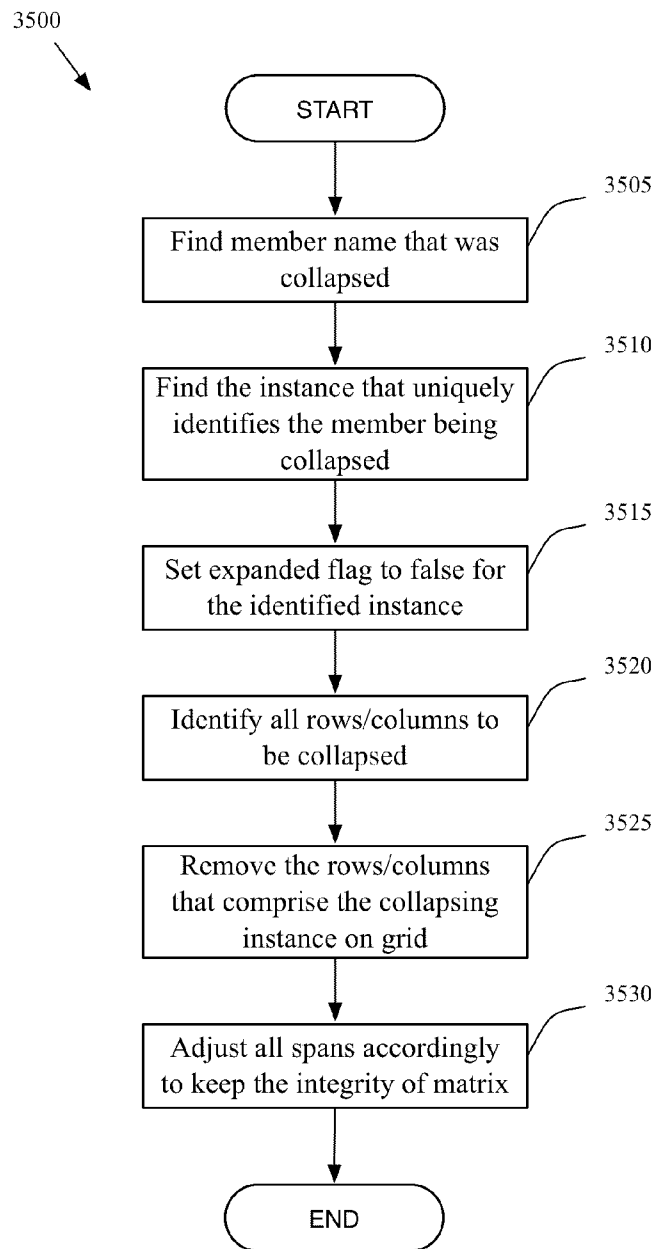 3500
START
3505
Find member name that was
collapsed
3510
Find the instance that uniquely
identifies the member being
collapsed
3515
Set expanded flag to false for
the identified instance
3520
Identify all rows/columns to
be collapsed
3525
Remove the rows/columns
that comprise the collapsing
instance on grid
3530
Adjust all spans accordingly
to keep the integrity of matrix
END